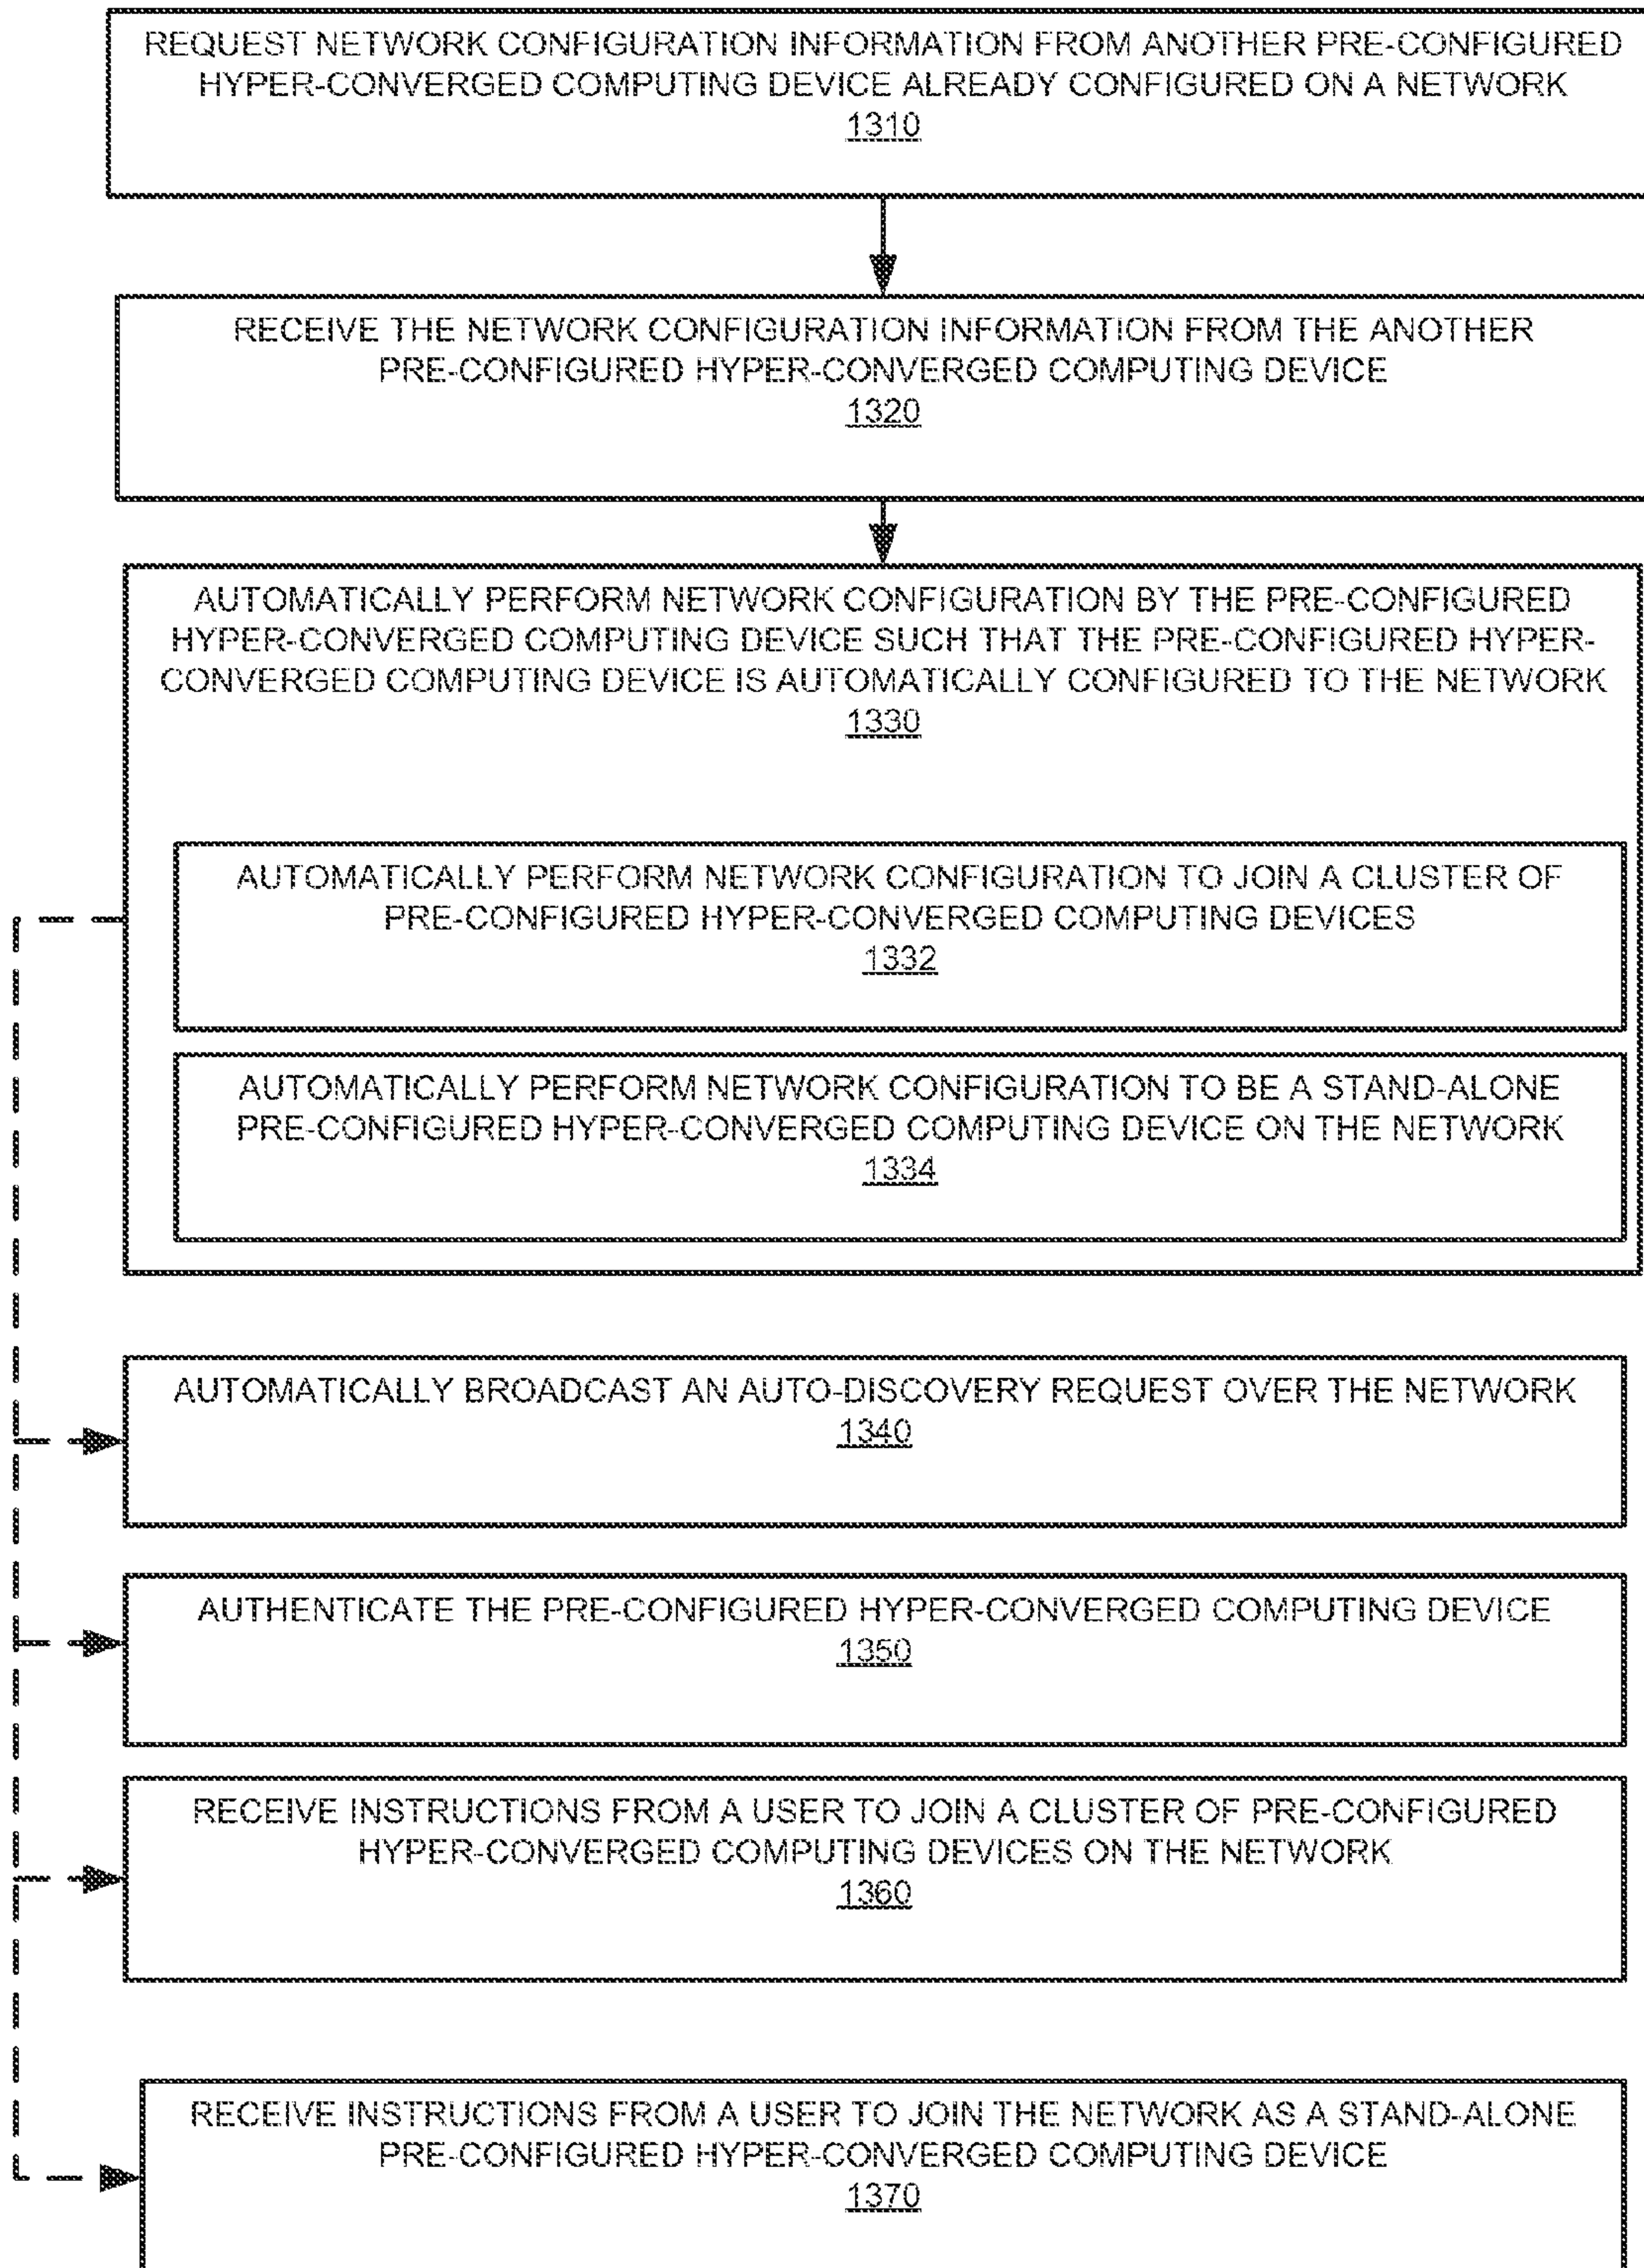 REQUEST NETWORK CONFIGURATION INFORMATION FROM ANOTHER PRE-CONFIGURED
HYPER-CONVERGED COMPUTING DEVICE ALREADY CONFIGURED ON A NETWORK
1310
RECEIVE THE NETWORK CONFIGURATION INFORMATION FROM THE ANOTHER
PRE-CONFIGURED HYPER-CONVERGED COMPUTING DEVICE
1320
AUTOMATICALLY PERFORM NETWORK CONFIGURATION BY THE PRE-CONFIGURED
HYPER-CONVERGED COMPUTING DEVICE SUCH THAT THE PRE-CONFIGURED HYPER-
CONVERGED COMPUTING DEVICE IS AUTOMATICALLY CONFIGURED TO THE NETWORK
1330
AUTOMATICALLY PERFORM NETWORK CONFIGURATION TO JOIN A CLUSTER OF
PRE-CONFIGURED HYPER-CONVERGED COMPUTING DEVICES
1332
AUTOMATICALLY PERFORM NETWORK CONFIGURATION TO BE A STAND-ALONE
PRE-CONFIGURED HYPER-CONVERGED COMPUTING DEVICE ON THE NETWORK
1334
AUTOMATICALLY BROADCAST AN AUTO-DISCOVERY REQUEST OVER THE NETWORK
1340
AUTHENTICATE THE PRE-CONFIGURED HYPER-CONVERGED COMPUTING DEVICE
1350
RECEIVE INSTRUCTIONS FROM A USER TO JOIN A CLUSTER OF PRE-CONFIGURED
HYPER-CONVERGED COMPUTING DEVICES ON THE NETWORK
1360
RECEIVE INSTRUCTIONS FROM A USER TO JOIN THE NETWORK AS A STAND-ALONE
PRE-CONFIGURED HYPER-CONVERGED COMPUTING DEVICE
1370